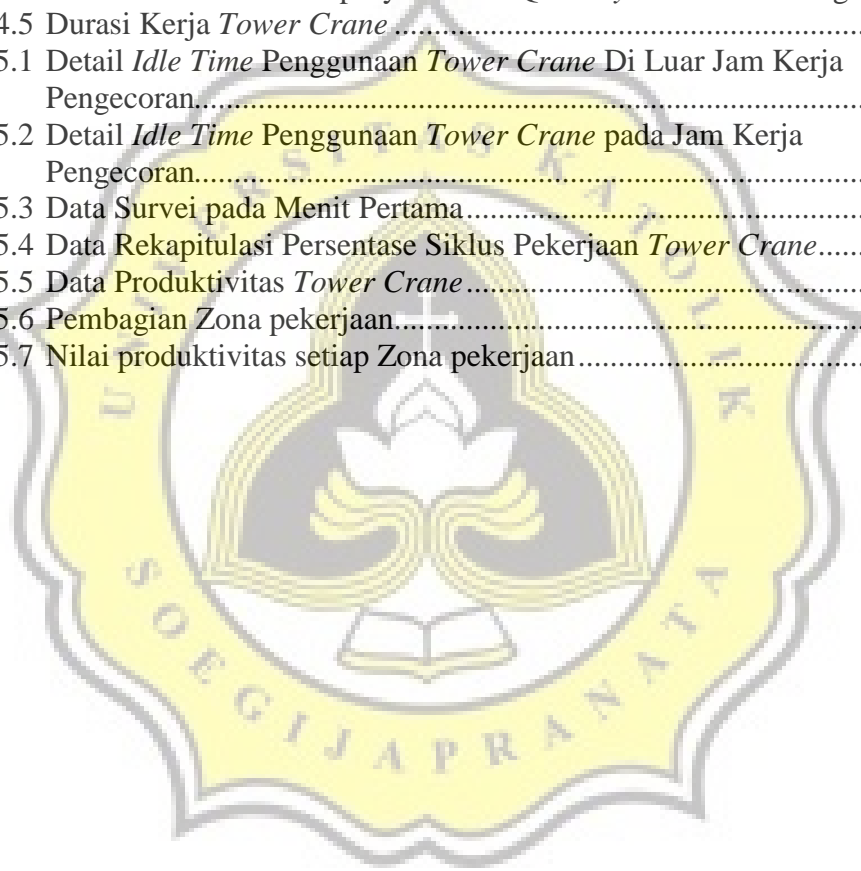 4.5 Durasi Kerja Tower Crane
5.1 Detail Idle Time Penggunaan Tower Crane Di Luar Jam Kerja
Pengecoran
5.2 Detail Idle Time Penggunaan Tower Crane pada Jam Kerja
Pengecoran
5.3 Data Survei pada Menit Pertama
5.4 Data Rekapitulasi Persentase Siklus Pekerjaan Tower Crane
5.5 Data Produktivitas Tower Crane
5.6 Pembagian Zona pekerjaan
5.7 Nilai produktivitas setiap Zona pekerjaan
UNIVERSITAS KATOLIK
SOEGIJAPRANATA